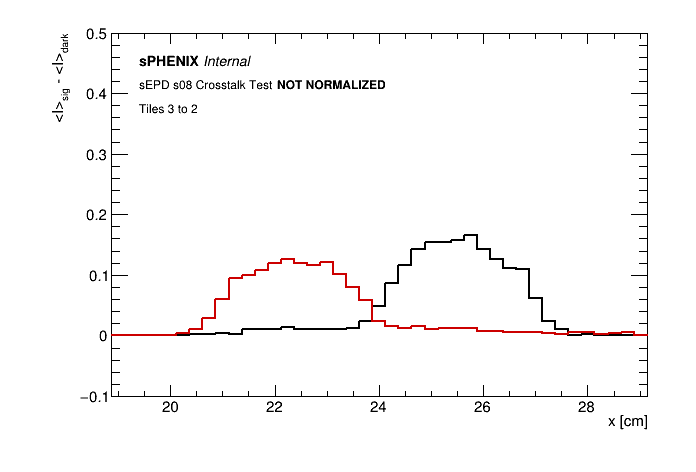 0.5
<I>sig - <I>dark
sPHENIX Internal
sEPD s08 Crosstalk Test NOT NORMALIZED
0.4
Tiles 3 to 2
0.3
0.2
0.1
0
−0.1
20 22 24 26 28
x [cm]